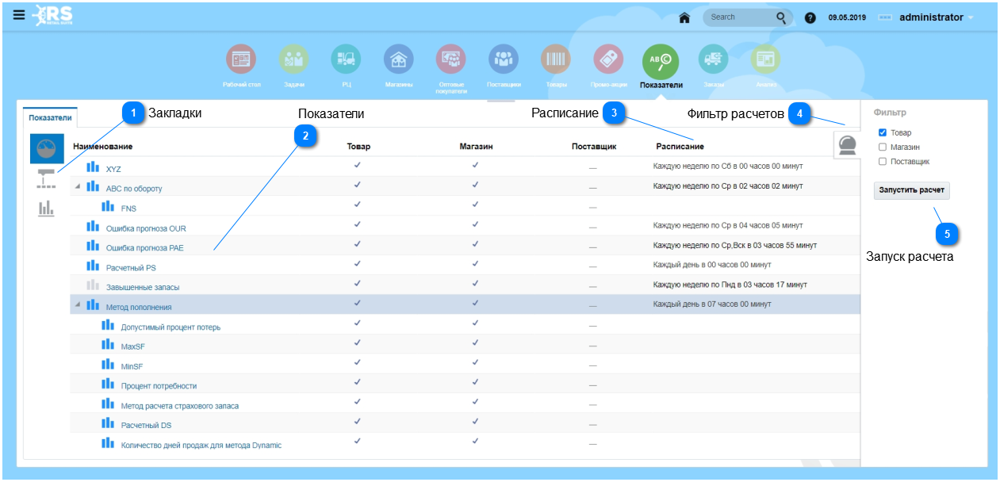 RS
RETAIL SUITE
Search
?
09.05.2019
administrator
Рабочий стол
Задачи
РЦ
Магазины
Оптовые
покупатели
Поставщики
Товары
Промо-акции
ABC
Показатели
Заказы
Анализ
Показатели
1 Закладки
Показатели
2
Расписание 3
Фильтр расчетов 4
Наименование Товар Магазин Поставщик Расписание
XYZ ✓ ✓ — Каждую неделю по Сб в 00 часов 00 минут
ABC по обороту ✓ ✓ — Каждую неделю по Ср в 02 часов 02 минут
FNS ✓ ✓ —
Ошибка прогноза OUR ✓ ✓ — Каждую неделю по Ср в 04 часов 05 минут
Ошибка прогноза PAE ✓ ✓ — Каждую неделю по Ср,Вск в 03 часов 55 минут
Расчетный PS ✓ ✓ — Каждый день в 00 часов 00 минут
Завышенные запасы ✓ ✓ — Каждую неделю по Пнд в 03 часов 17 минут
Метод пополнения ✓ ✓ — Каждый день в 07 часов 00 минут
Допустимый процент потерь ✓ ✓ —
MaxSF ✓ ✓ —
MinSF ✓ ✓ —
Процент потребности ✓ ✓ —
Метод расчета страхового запаса ✓ ✓ —
Расчетный DS ✓ ✓ —
Количество дней продаж для метода Dynamic ✓ ✓ —
Фильтр
Товар
Магазин
Поставщик
Запустить расчет
5
Запуск расчета